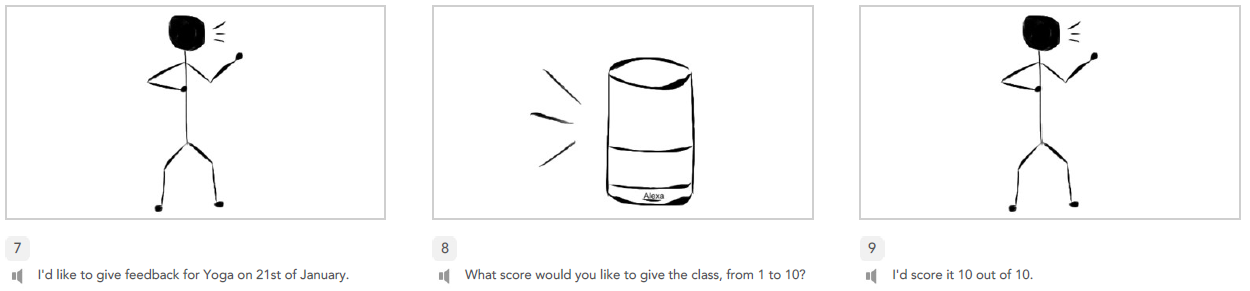 Alexa
7
I'd like to give feedback for Yoga on 21st of January.
8
What score would you like to give the class, from 1 to 10?
9
I'd score it 10 out of 10.